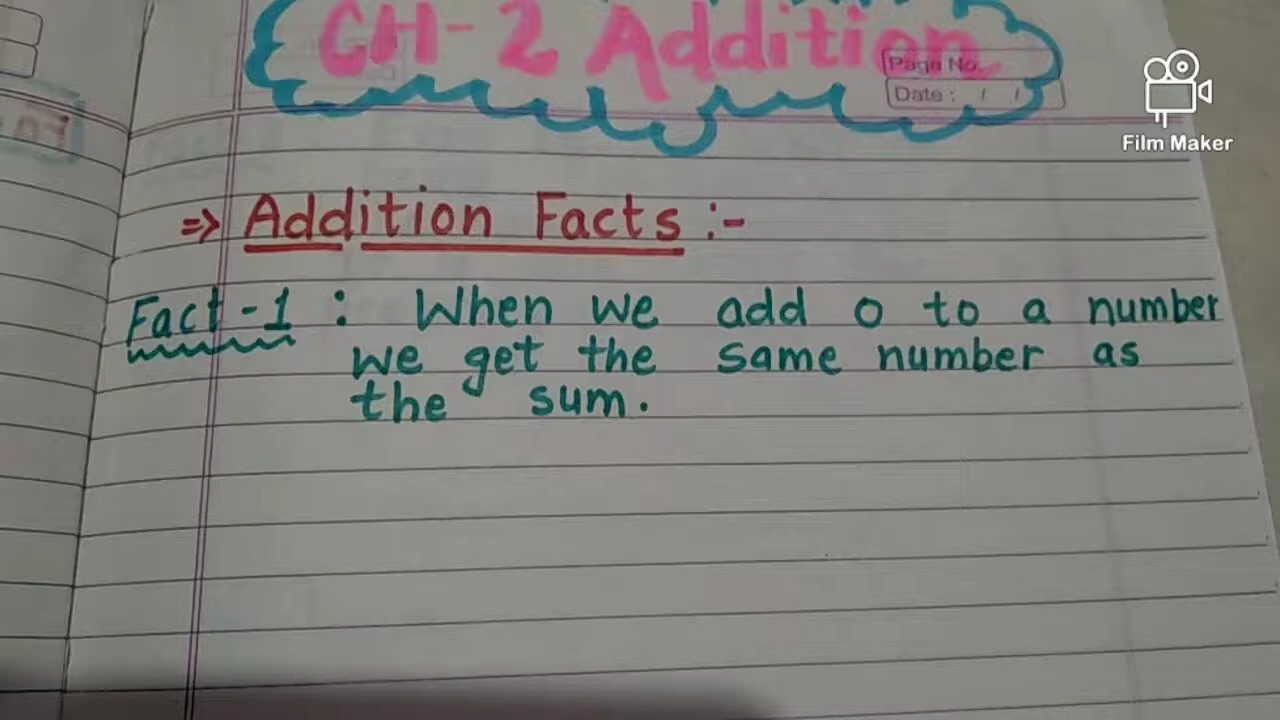 CH-2 Addition
Page No.
Date : / /
Film Maker
=> Addition Facts :-
Fact-1 : When we add 0 to a number
we get the same number as
the sum.